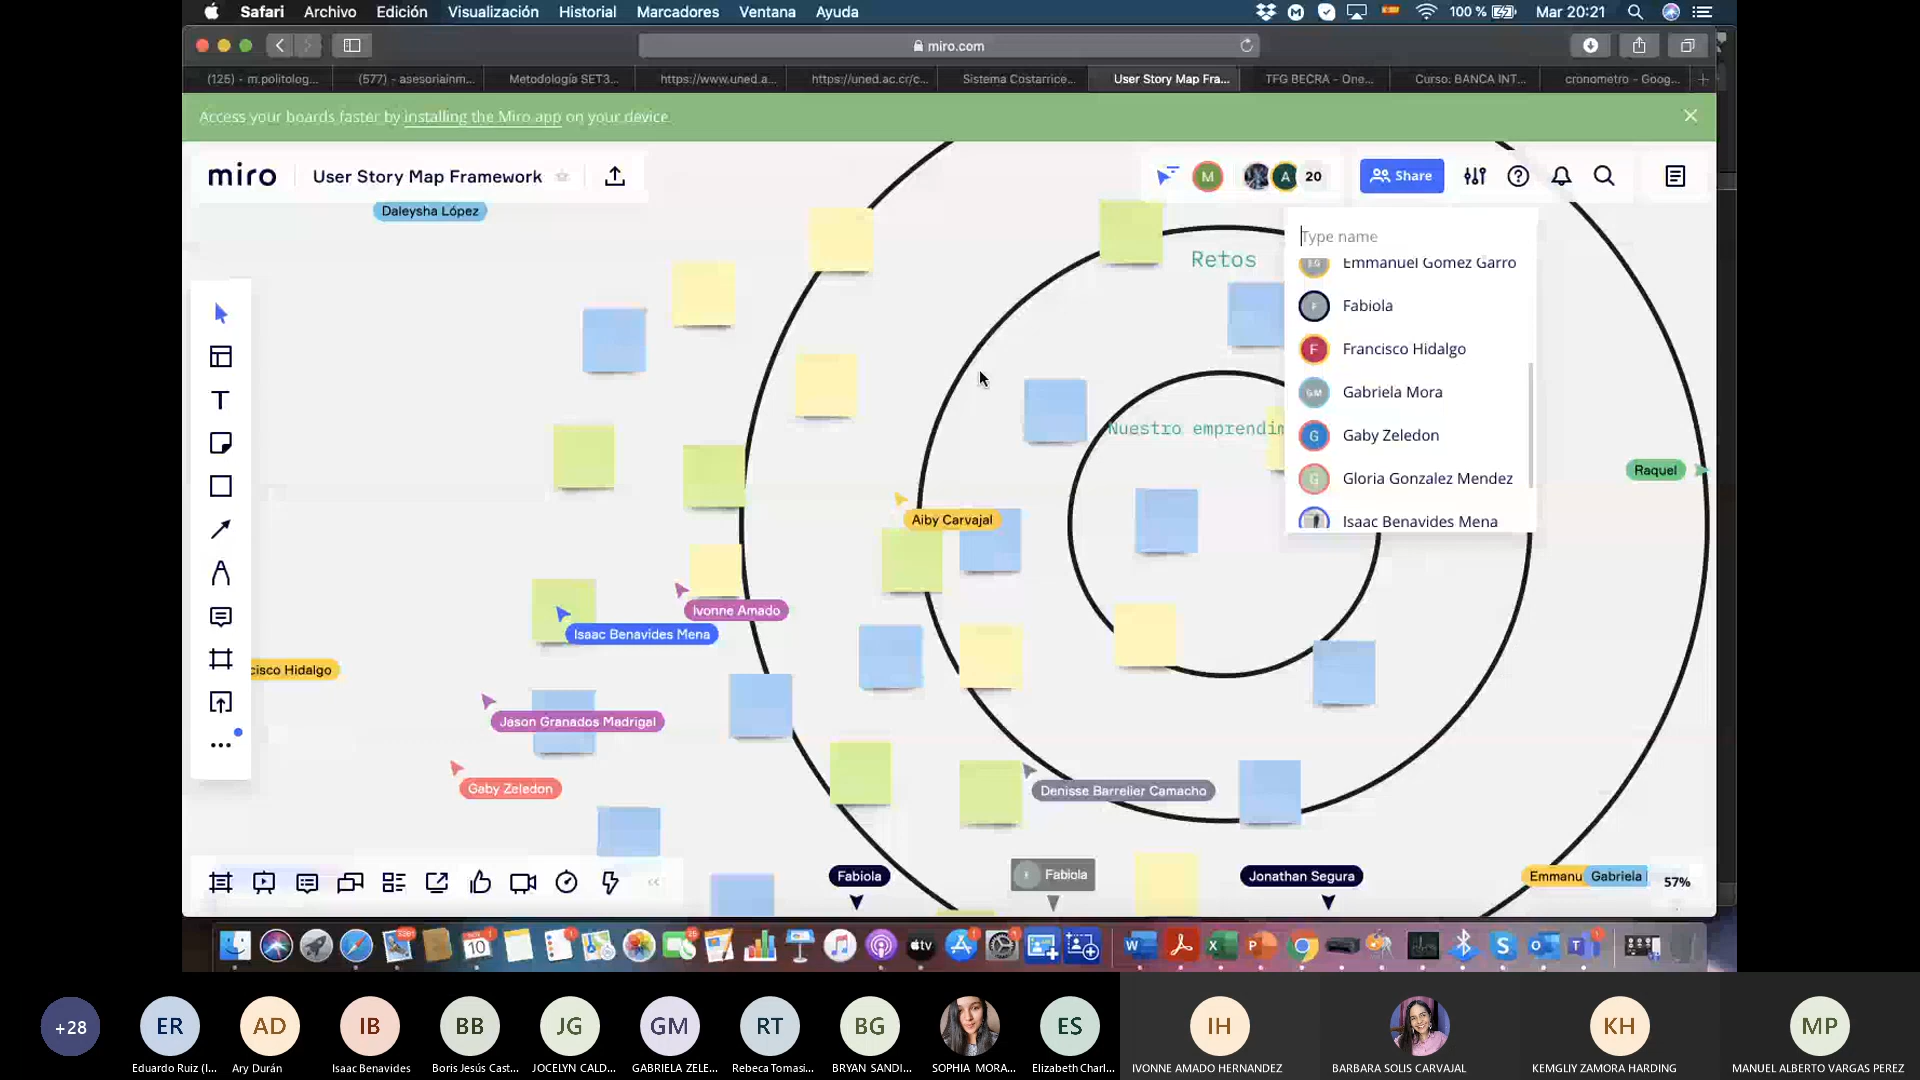 Safari Archivo Edición Visualización Historial Marcadores Ventana Ayuda
100 % Mar 20:21
miro.com
(125) - m.politolog...
(577) - asesoriainm...
Metodología SET3...
https://www.uned.a...
https://uned.ac.cr/c...
Sistema Costarrice...
User Story Map Fra...
TFG BECRA - One...
Curso. BANCA INT...
cronometro - Goog...
Access your boards faster by installing the Miro app on your device.
miro
User Story Map Framework
M
A
20
Share
Daleysha López
Type name
Emmanuel Gomez Garro
Fabiola
F
Francisco Hidalgo
GM
Gabriela Mora
G
Gaby Zeledon
G
Gloria Gonzalez Mendez
Isaac Benavides Mena
Retos
Nuestro emprendim
T
Raquel
Aiby Carvajal
Ivonne Amado
Isaac Benavides Mena
cisco Hidalgo
Jason Granados Madrigal
Gaby Zeledon
Denisse Barrelier Camacho
Fabiola
Fabiola
Jonathan Segura
Emmanu
Gabriela
57%
NOV
10
tv
+28
ER
AD
IB
BB
JG
GM
RT
BG
ES
IH
KH
MP
Eduardo Ruiz (I...
Ary Durán
Isaac Benavides
Boris Jesús Cast...
JOCELYN CALD...
GABRIELA ZELE...
Rebeca Tomasi...
BRYAN SANDI...
SOPHIA MORA...
Elizabeth Charl...
IVONNE AMADO HERNANDEZ
BARBARA SOLIS CARVAJAL
KEMGLIY ZAMORA HARDING
MANUEL ALBERTO VARGAS PEREZ